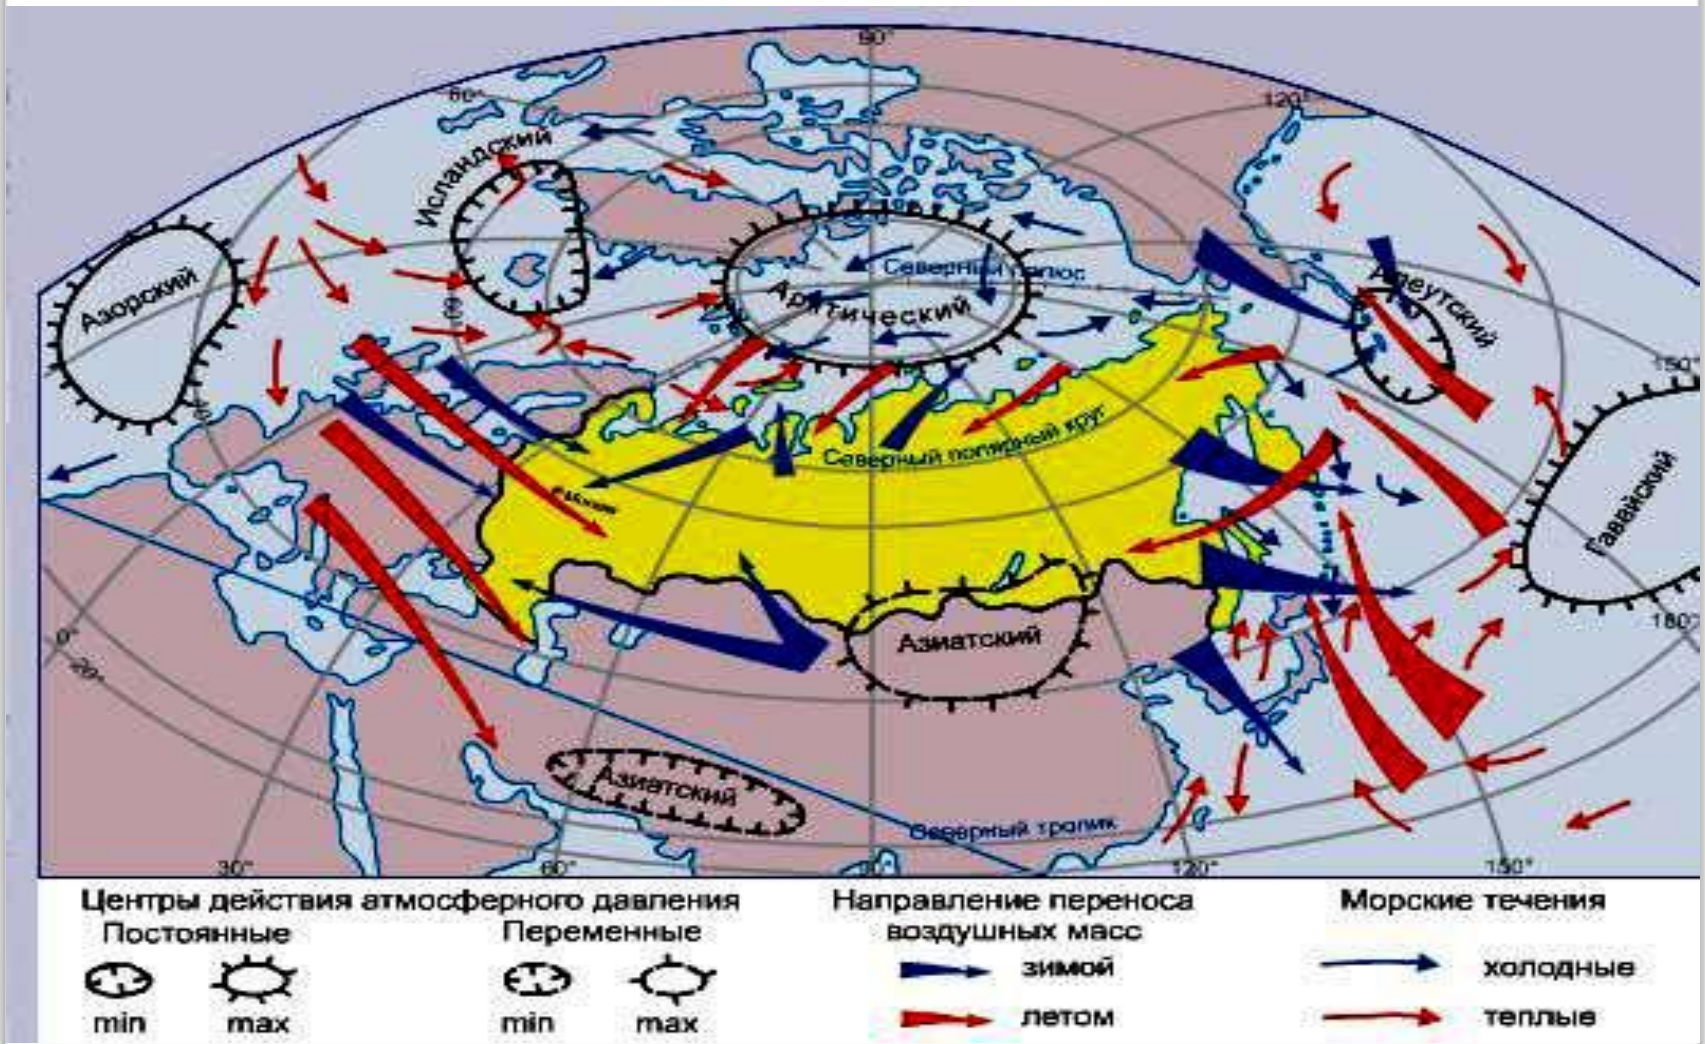 90°
60°
120°
Исландский
Азорский
Северный полюс
Арктический
Алеутский
150°
60°
Северный полярный круг
Гавайский
Азиатский
180°
0°
20°
Азиатский
Северный тропик
30°
60°
90°
120°
150°
Центры действия атмосферного давления
Постоянные
Переменные
min
max
min
max
Направление переноса
воздушных масс
зимой
летом
Морские течения
холодные
теплые